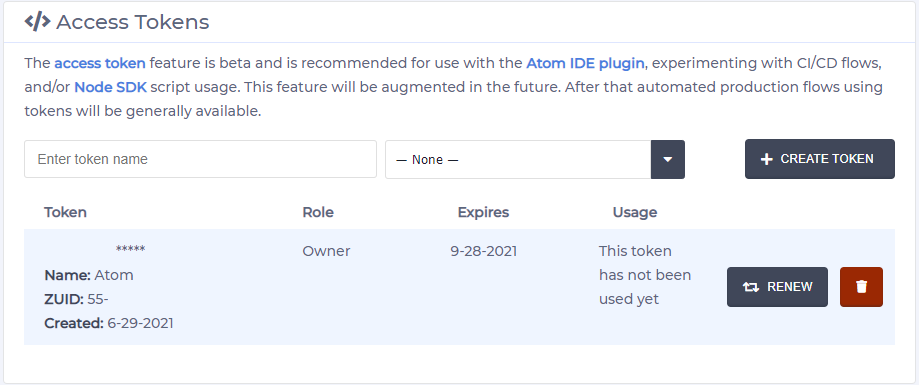 </> Access Tokens
The access token feature is beta and is recommended for use with the Atom IDE plugin, experimenting with CI/CD flows,
and/or Node SDK script usage. This feature will be augmented in the future. After that automated production flows using
tokens will be generally available.
Enter token name
— None —
+ CREATE TOKEN
Token Role Expires Usage
***** Owner 9-28-2021 This token
Name: Atom has not been
ZUID: 55- used yet
RENEW
Created: 6-29-2021